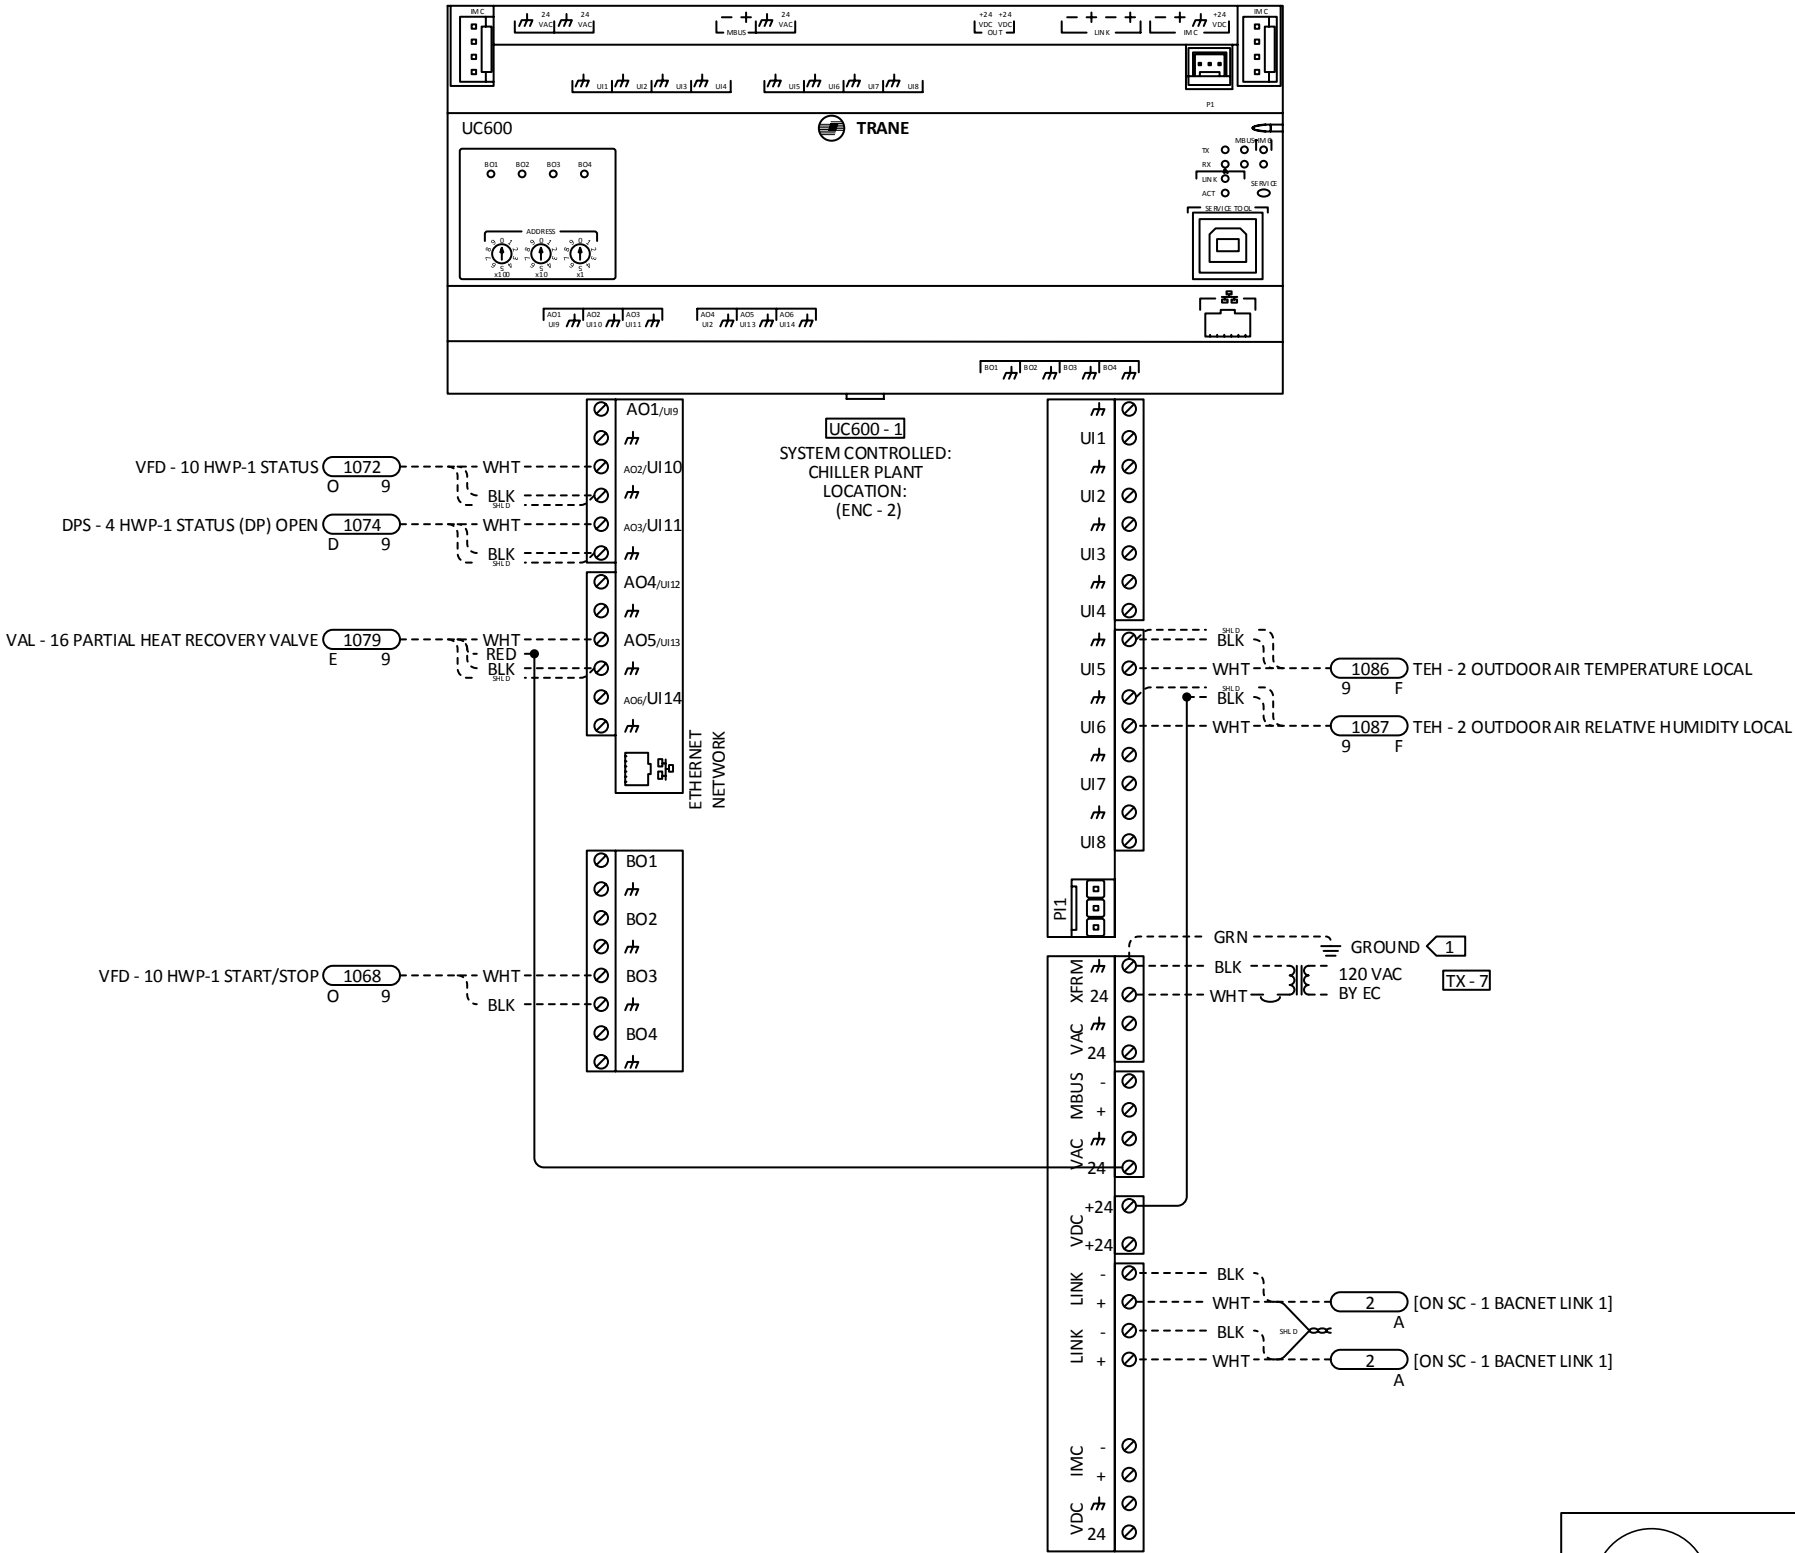 IMC
24 VAC 24 VAC
- + 24 VAC
MBUS
+24 VDC +24 VDC
OUT
- + - +
LINK
- + +24 VDC
IMC
IMC
UI1 UI2 UI3 UI4
UI5 UI6 UI7 UI8
P1
UC600
TRANE
BO1 BO2 BO3 BO4
MBUS IMC
TX
RX
LINK
ACT
SERVICE
SERVICE TOOL
ADDRESS
x100 x10 x1
AO1 AO2 AO3
UI9 UI10 UI11
AO4 AO5 AO6
UI2 UI13 UI14
BO1 BO2 BO3 BO4
UC600 - 1
SYSTEM CONTROLLED:
CHILLER PLANT
LOCATION:
(ENC - 2)
AO1/UI9
VFD - 10 HWP-1 STATUS 1072 WHT AO2/UI10
O 9
BLK
SHLD
DPS - 4 HWP-1 STATUS (DP) OPEN 1074 WHT AO3/UI11
D 9
BLK
SHLD
AO4/UI12
VAL - 16 PARTIAL HEAT RECOVERY VALVE 1079 WHT AO5/UI13
RED
E 9
BLK
SHLD
AO6/UI14
ETHERNET
NETWORK
BO1
BO2
VFD - 10 HWP-1 START/STOP 1068 WHT BO3
O 9
BLK
BO4
UI1
UI2
UI3
UI4
SHLD
BLK
UI5 WHT 1086 TEH - 2 OUTDOOR AIR TEMPERATURE LOCAL
9 F
SHLD
BLK
UI6 WHT 1087 TEH - 2 OUTDOOR AIR RELATIVE HUMIDITY LOCAL
9 F
UI7
UI8
PI1
GRN GROUND 1
XFRM BLK 120 VAC
BY EC
TX - 7
24 WHT
VAC
24
MBUS -
+
VAC
24
VDC +24
+24
LINK - BLK
+ WHT 2 [ON SC - 1 BACNET LINK 1]
A
LINK - BLK SHLD
+ WHT 2 [ON SC - 1 BACNET LINK 1]
A
IMC -
+
VDC
24